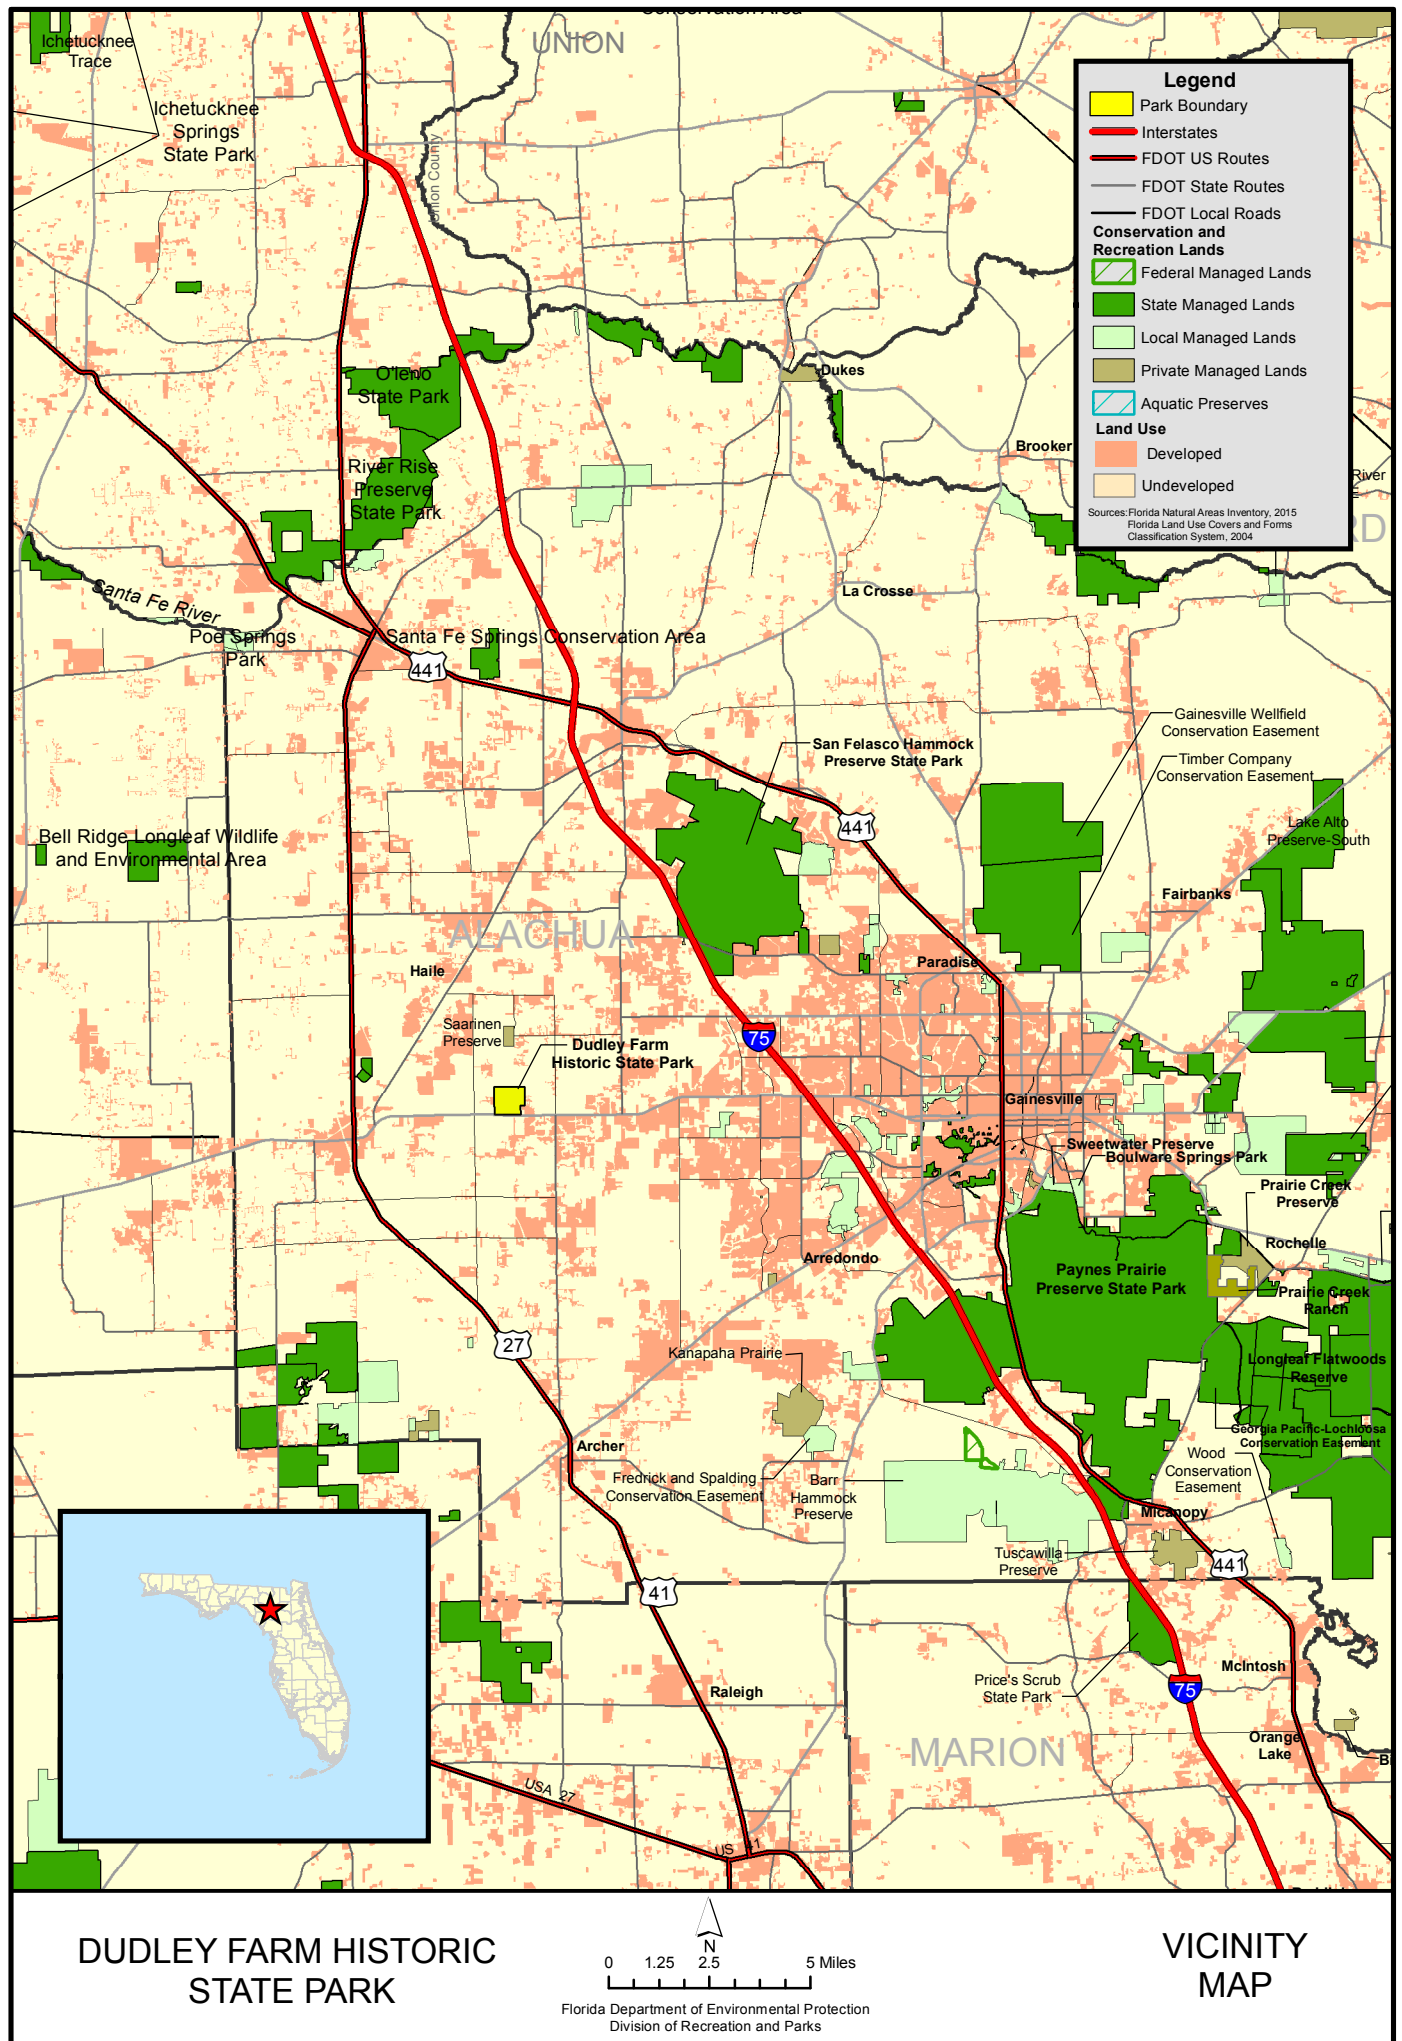 Conservation Area
UNION
Ichetucknee
Trace
Ichetucknee
Springs
State Park
Union County
Legend
Park Boundary
Interstates
FDOT US Routes
FDOT State Routes
FDOT Local Roads
Conservation and
Recreation Lands
Federal Managed Lands
State Managed Lands
Local Managed Lands
Private Managed Lands
Aquatic Preserves
Land Use
Developed
Undeveloped
Sources:Florida Natural Areas Inventory, 2015
Florida Land Use Covers and Forms
Classification System, 2004
River
RD
O'leno
State Park
Dukes
Brooker
River Rise
Preserve
State Park
Santa Fe River
La Crosse
Poe Springs
Park
Santa Fe Springs Conservation Area
441
Gainesville Wellfield
Conservation Easement
San Felasco Hammock
Preserve State Park
Timber Company
Conservation Easement
441
Lake Alto
Preserve-South
Bell Ridge Longleaf Wildlife
and Environmental Area
Fairbanks
ALACHUA
Haile
Paradise
Saarinen
Preserve
75
Dudley Farm
Historic State Park
Gainesville
Sweetwater Preserve
Boulware Springs Park
Prairie Creek
Preserve
Rochelle
Arredondo
Paynes Prairie
Preserve State Park
Prairie Creek
Ranch
27
Kanapaha Prairie
Longleaf Flatwoods
Reserve
Georgia Pacific-Lochloosa
Conservation Easement
Archer
Wood
Conservation
Easement
Fredrick and Spalding
Conservation Easement
Barr
Hammock
Preserve
Micanopy
Tuscawilla
Preserve
441
41
McIntosh
Price's Scrub
State Park
75
Raleigh
Orange
Lake
MARION
B
USA 27
US 41
DUDLEY FARM HISTORIC
STATE PARK
N
0 1.25 2.5 5 Miles
Florida Department of Environmental Protection
Division of Recreation and Parks
VICINITY
MAP